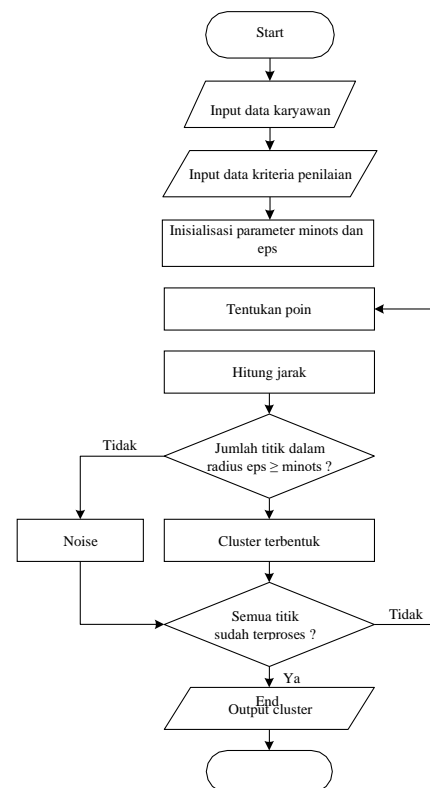 Start
Input data karyawan
Input data kriteria penilaian
Inisialisasi parameter minots dan
eps
Tentukan poin
Hitung jarak
Tidak
Jumlah titik dalam
radius eps ≥ minots ?
Noise
Cluster terbentuk
Semua titik
sudah terproses ?
Tidak
Ya
End
Output cluster